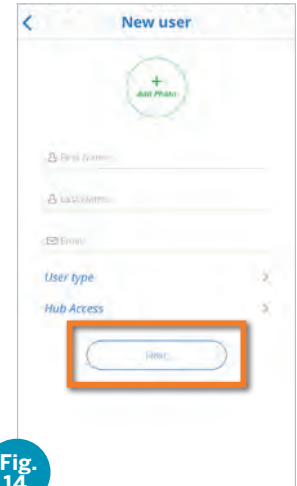 New user
+
Add Photo
First Name
Last Name
Email
User type
Hub Access
Fig.
14